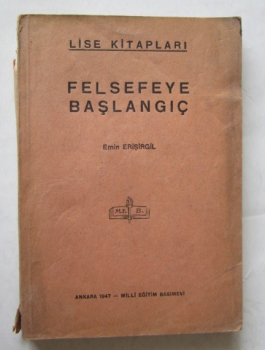 LİSE KİTAPLARI
FELSEFEYE
BAŞLANGIÇ
Emin ERİŞİRGİL
M.E. B.
ANKARA 1947 — MİLLÎ EĞİTİM BASIMEVİ